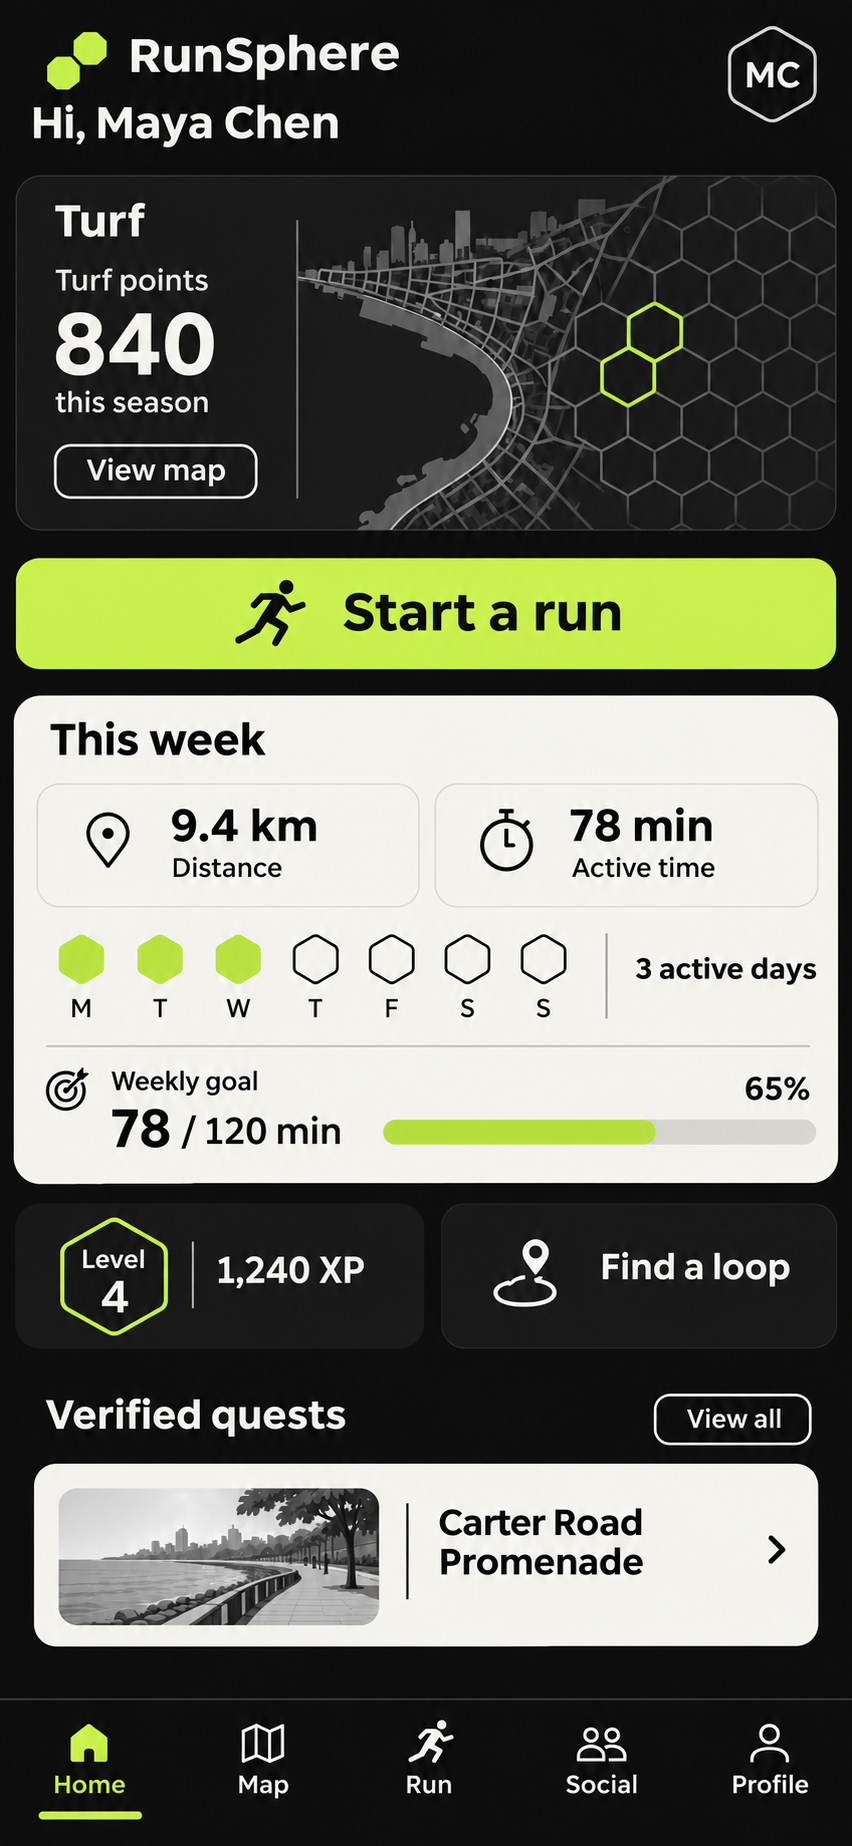 RunSphere
MC
Hi, Maya Chen
Turf
Turf points
840
this season
View map
Start a run
This week
9.4 km
Distance
78 min
Active time
M T W T F S S
3 active days
Weekly goal
65%
78 / 120 min
Level
4
1,240 XP
Find a loop
Verified quests
View all
Carter Road
Promenade
Home Map Run Social Profile